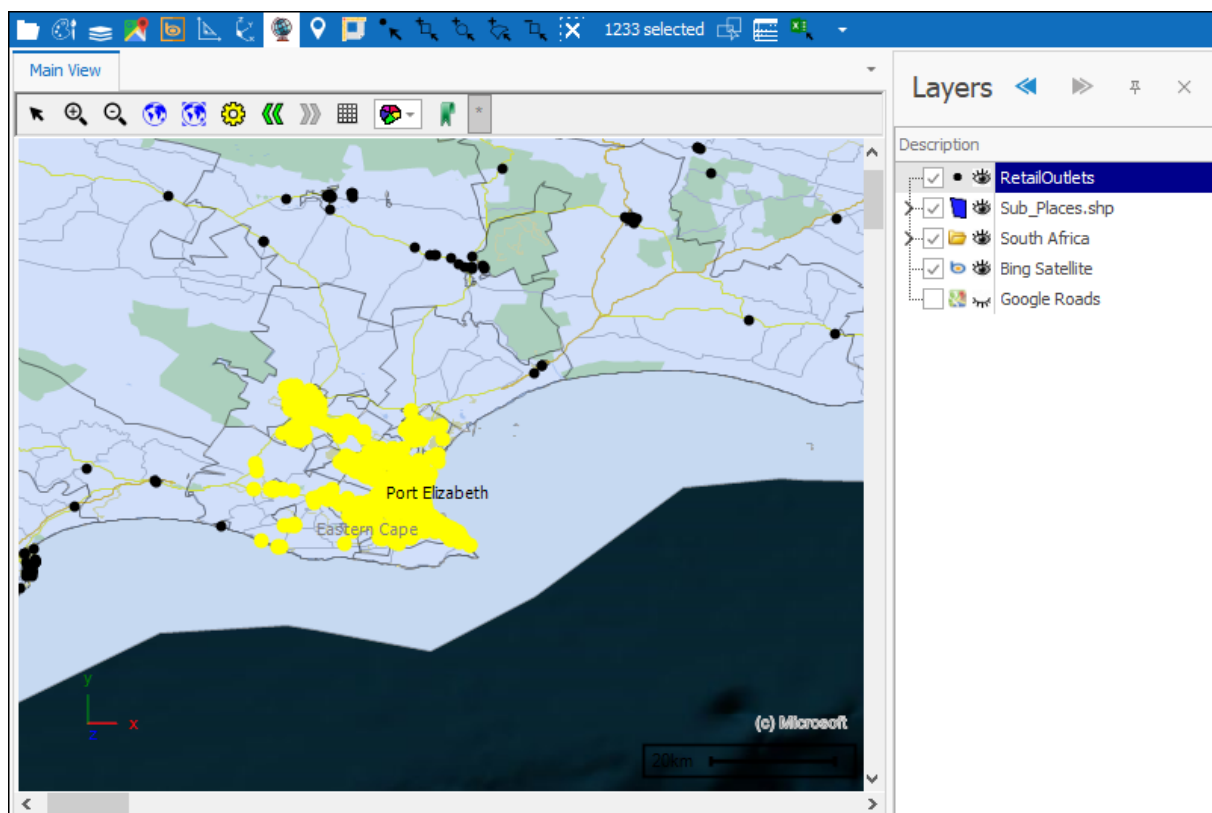 1233 selected
Main View
Layers
Description
RetailOutlets
Sub_Places.shp
South Africa
Bing Satellite
Google Roads
Port Elizabeth
Eastern Cape
y
x
z
(c) Microsoft
20km